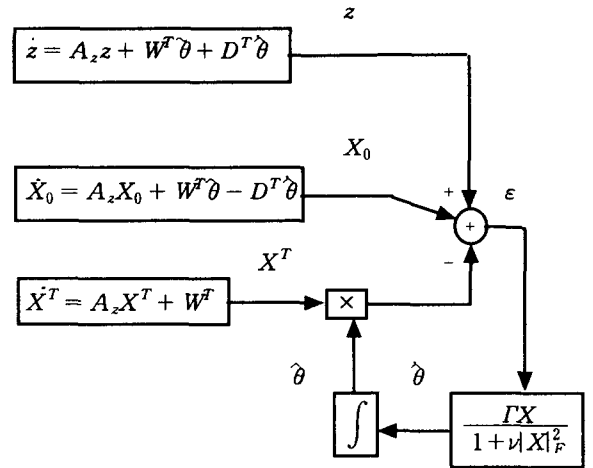 z
ż = A_z z + W^T θ̃ + D^T θ̂̇
X_0
Ẋ_0 = A_z X_0 + W^T θ̂ − D^T θ̂̇
+
ε
+
−
X^T
Ẋ^T = A_z X^T + W^T
×
θ̂
θ̂̇
∫
ΓX
1 + ν|X|_F^2